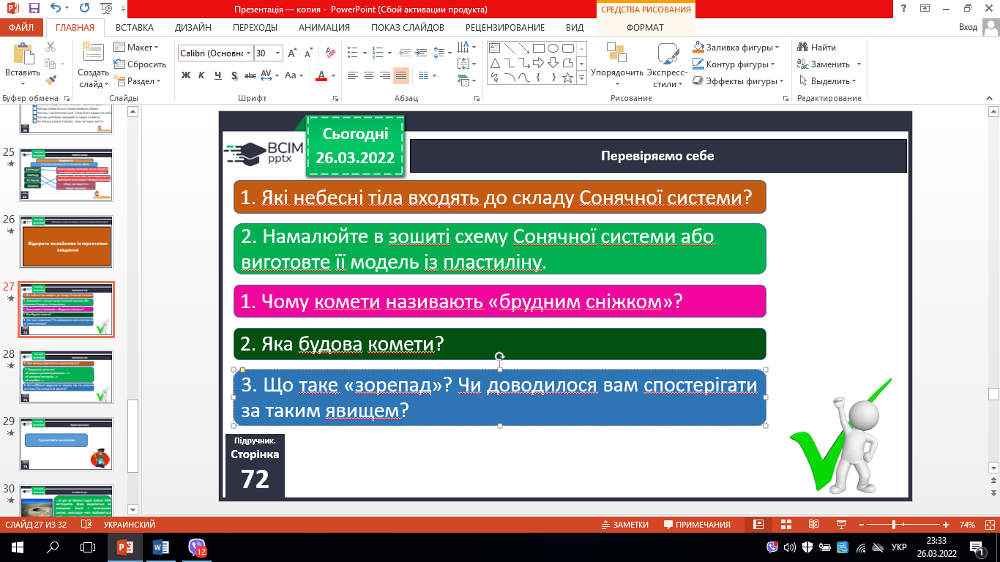 Презентація — копия - PowerPoint (Сбой активации продукта)
СРЕДСТВА РИСОВАНИЯ
ФАЙЛ
ГЛАВНАЯ
ВСТАВКА
ДИЗАЙН
ПЕРЕХОДЫ
АНИМАЦИЯ
ПОКАЗ СЛАЙДОВ
РЕЦЕНЗИРОВАНИЕ
ВИД
ФОРМАТ
Вход
Вставить
Создать слайд
Макет
Сбросить
Раздел
Calibri (Основно
30
Ж К Ч S abc AV Aa A
Упорядочить
Экспресс-стили
Заливка фигуры
Контур фигуры
Эффекты фигуры
Найти
Заменить
Выделить
Буфер обмена
Слайды
Шрифт
Абзац
Рисование
Редактирование
25
26
Відкрити онлайнове інтерактивне
завдання
27
28
29
30
Сьогодні
26.03.2022
BCIM
pptx
Перевіряємо себе
1. Які небесні тіла входять до складу Сонячної системи?
2. Намалюйте в зошиті схему Сонячної системи або
виготовте її модель із пластиліну.
1. Чому комети називають «брудним сніжком»?
2. Яка будова комети?
3. Що таке «зорепад»? Чи доводилося вам спостерігати
за таким явищем?
Підручник.
Сторінка
72
СЛАЙД 27 ИЗ 32
УКРАИНСКИЙ
ЗАМЕТКИ
ПРИМЕЧАНИЯ
74%
12
УКР
23:33
26.03.2022
1